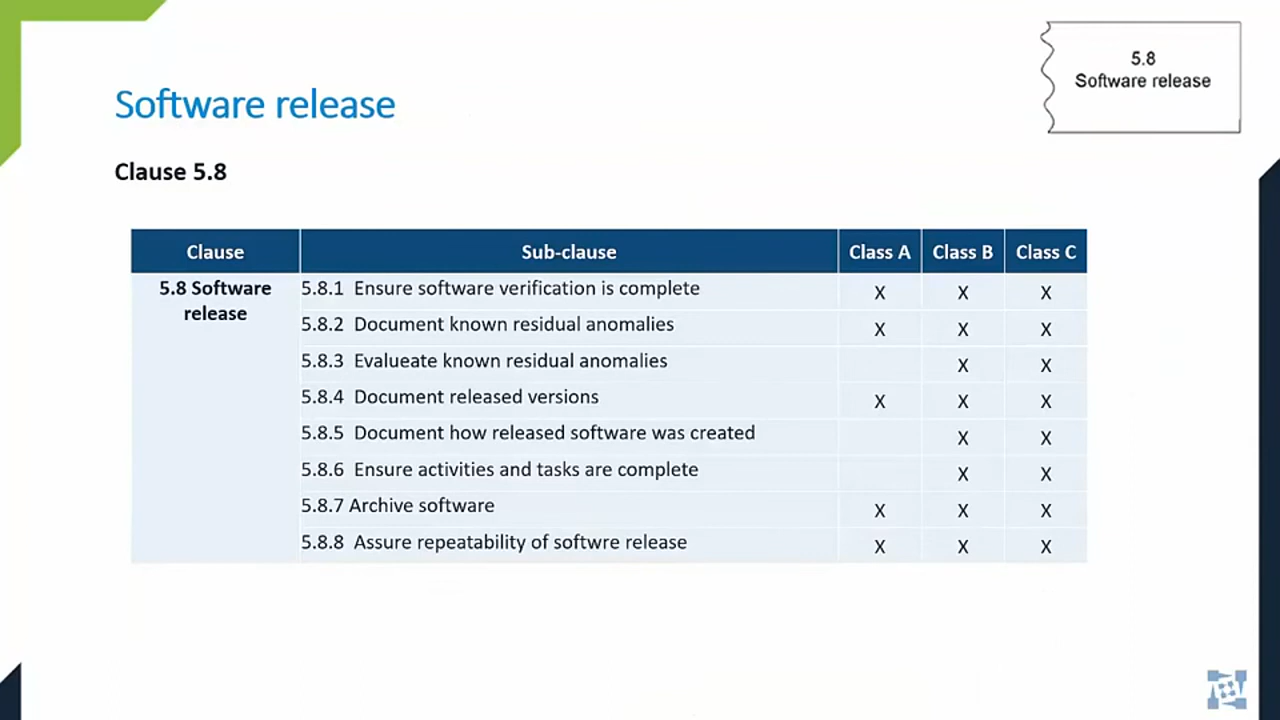 5.8
Software release
Software release
Clause 5.8
Clause Sub-clause Class A Class B Class C
5.8 Software release
5.8.1 Ensure software verification is complete X X X
5.8.2 Document known residual anomalies X X X
5.8.3 Evalueate known residual anomalies X X
5.8.4 Document released versions X X X
5.8.5 Document how released software was created X X
5.8.6 Ensure activities and tasks are complete X X
5.8.7 Archive software X X X
5.8.8 Assure repeatability of softwre release X X X